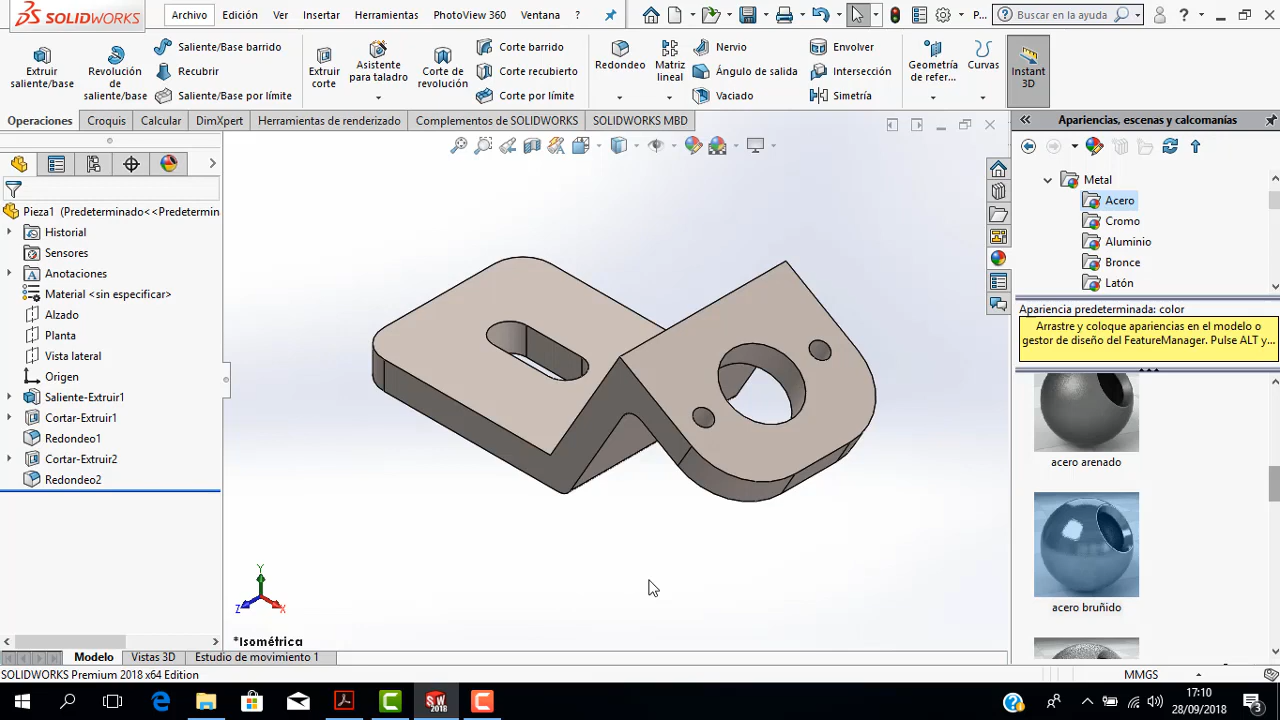 SOLIDWORKS
Archivo Edición Ver Insertar Herramientas PhotoView 360 Ventana ?
P... Buscar en la ayuda ?
Extruir saliente/base
Revolución de saliente/base
Saliente/Base barrido
Recubrir
Saliente/Base por límite
Extruir corte
Asistente para taladro
Corte de revolución
Corte barrido
Corte recubierto
Corte por límite
Redondeo
Matriz lineal
Nervio
Ángulo de salida
Vaciado
Envolver
Intersección
Simetría
Geometría de refer...
Curvas
Instant 3D
Operaciones Croquis Calcular DimXpert Herramientas de renderizado Complementos de SOLIDWORKS SOLIDWORKS MBD
Pieza1 (Predeterminado<<Predetermin
Historial
Sensores
Anotaciones
Material <sin especificar>
Alzado
Planta
Vista lateral
Origen
Saliente-Extruir1
Cortar-Extruir1
Redondeo1
Cortar-Extruir2
Redondeo2
Y
Z
X
*Isométrica
Apariencias, escenas y calcomanías
Metal
Acero
Cromo
Aluminio
Bronce
Latón
Apariencia predeterminada: color
Arrastre y coloque apariencias en el modelo o
gestor de diseño del FeatureManager. Pulse ALT y...
acero arenado
acero bruñido
Modelo Vistas 3D Estudio de movimiento 1
SOLIDWORKS Premium 2018 x64 Edition MMGS
SW
2018
17:10
28/09/2018
3